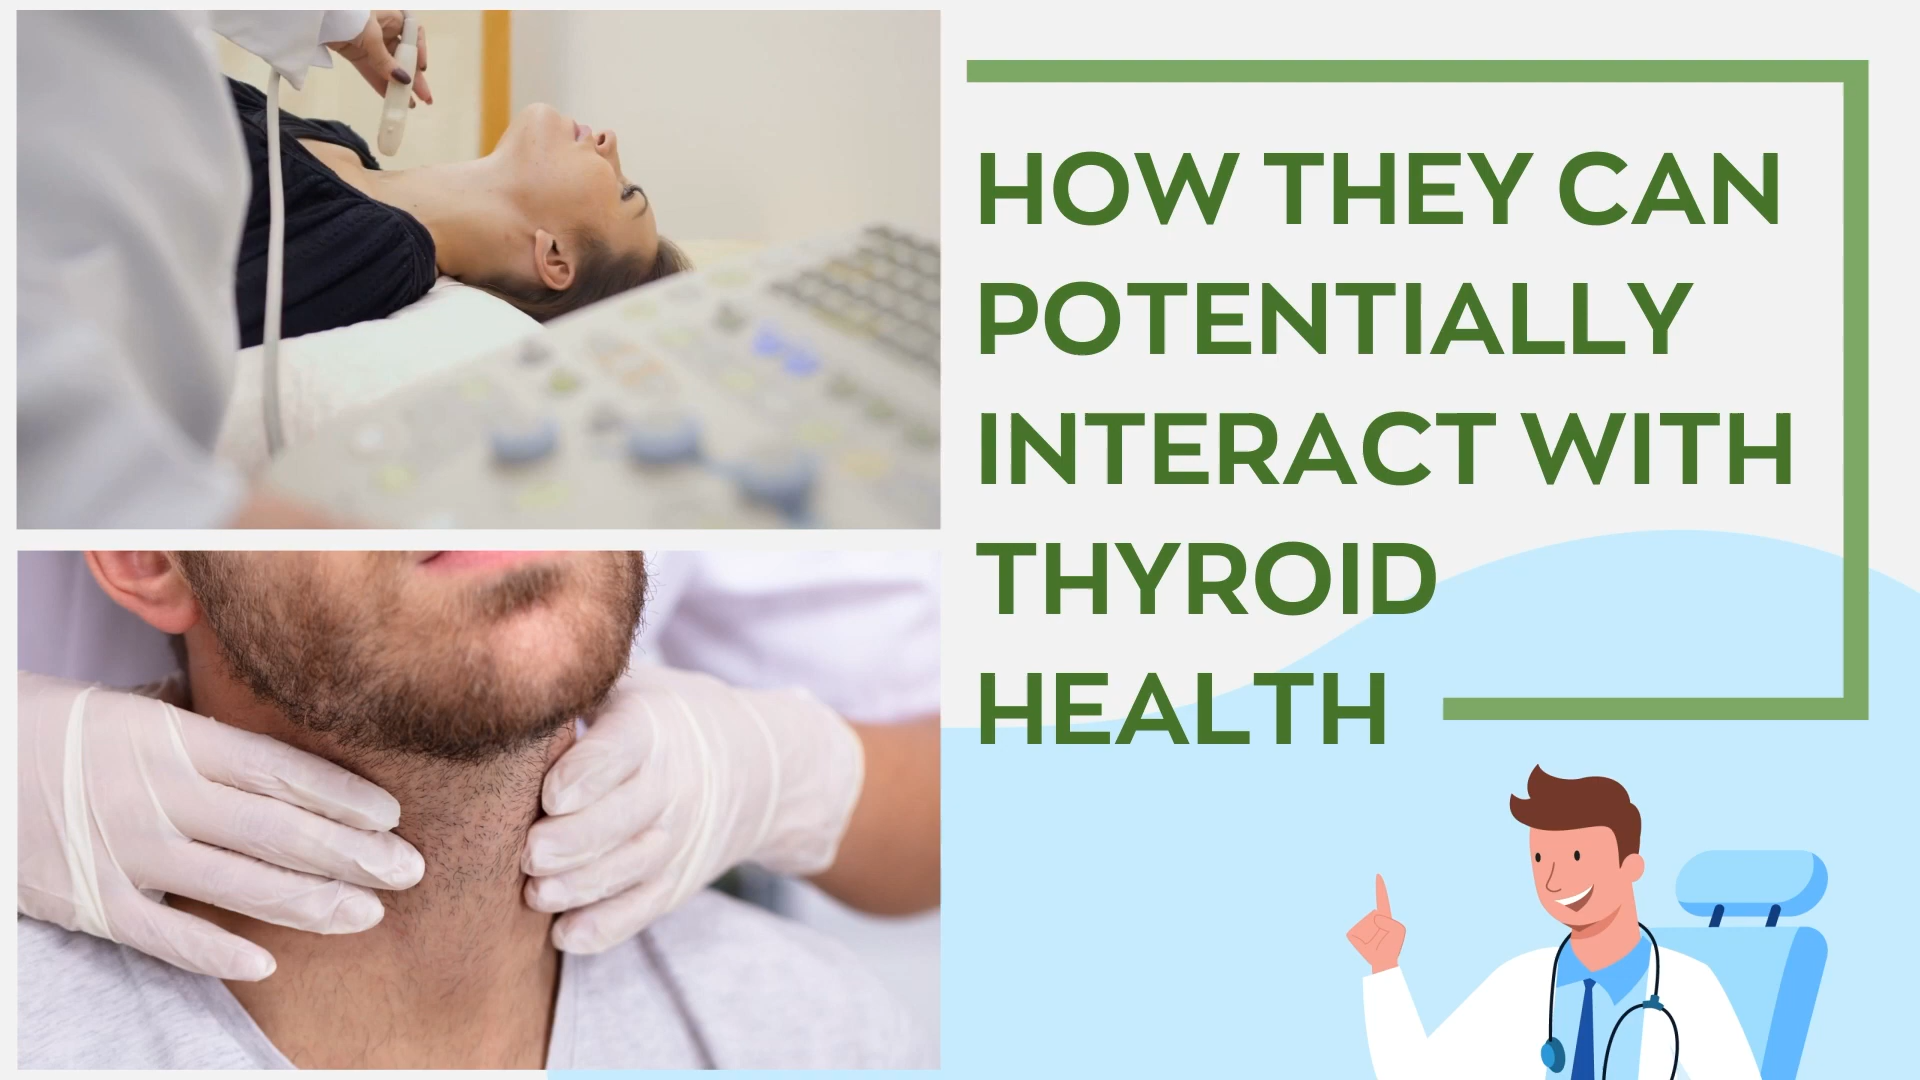 HOW THEY CAN
POTENTIALLY
INTERACT WITH
THYROID
HEALTH